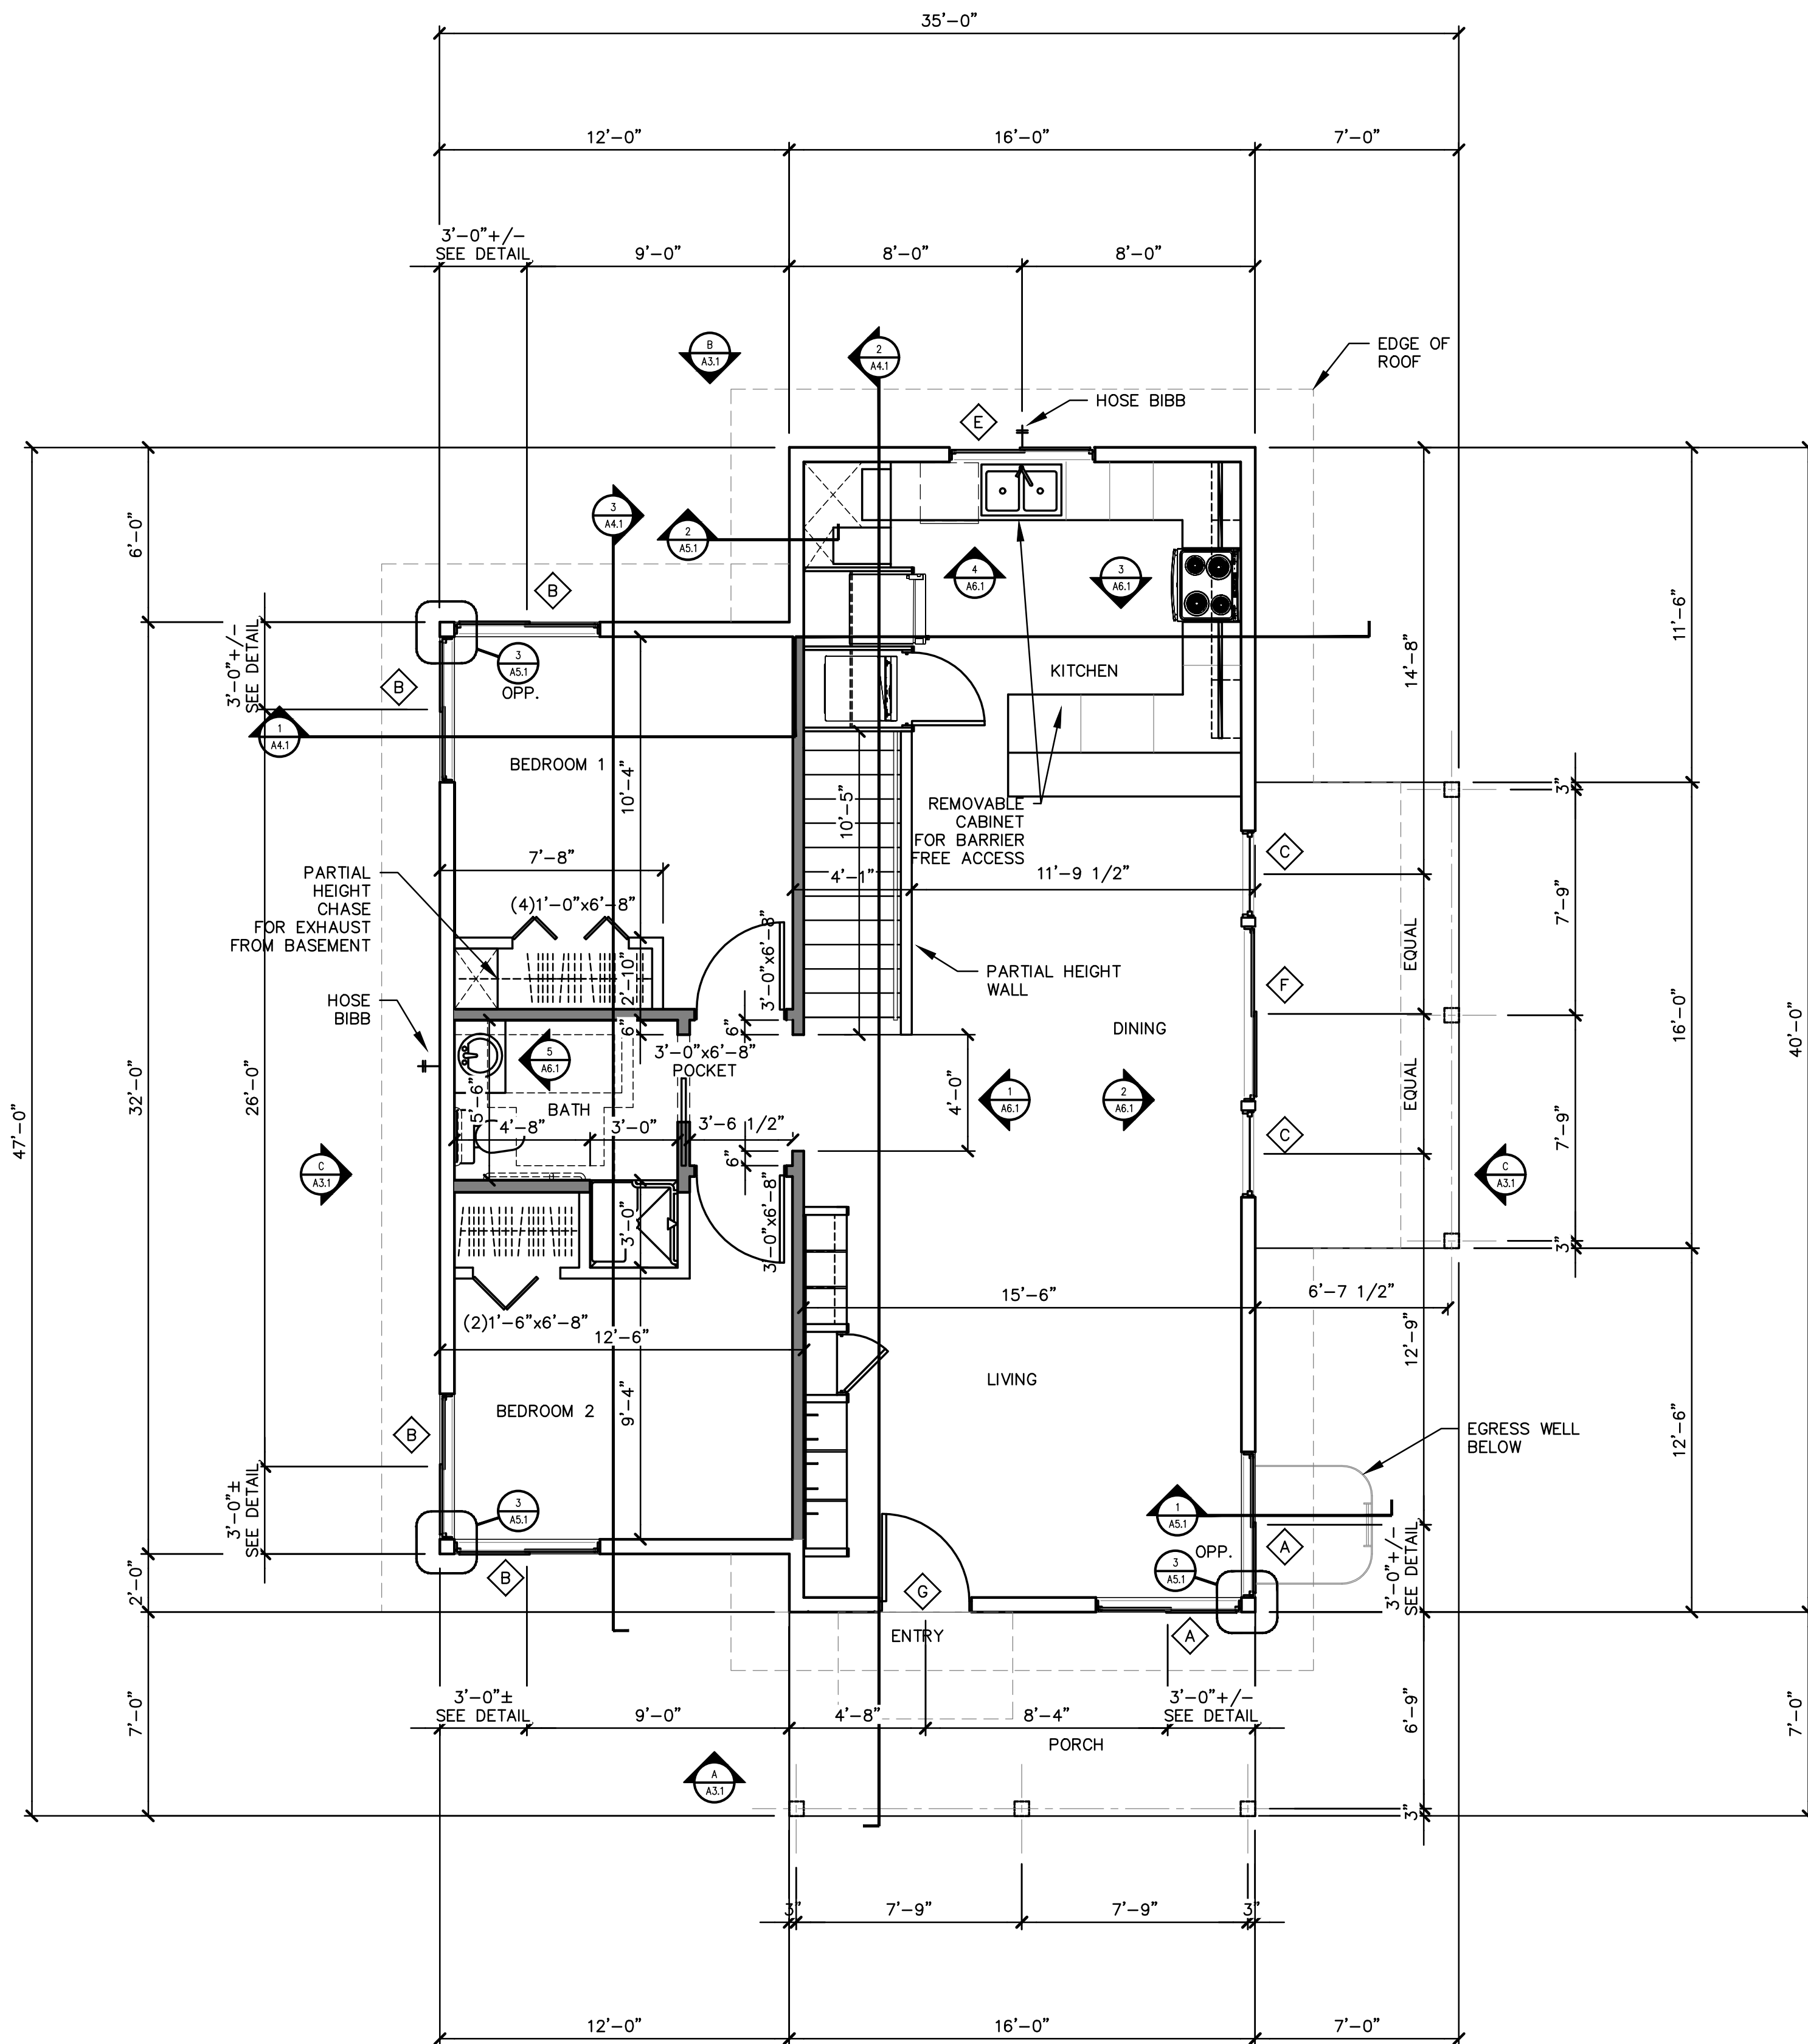 35'-0"
12'-0"
16'-0"
7'-0"
3'-0"+/-
SEE DETAIL
9'-0"
8'-0"
8'-0"
B
A3.1
2
A4.1
EDGE OF
ROOF
E
HOSE BIBB
3
A4.1
2
A5.1
4
A6.1
3
A6.1
6'-0"
B
3'-0"+/-
SEE DETAIL
B
3
A5.1
OPP.
1
A4.1
KITCHEN
14'-8"
11'-6"
BEDROOM 1
10'-4"
10'-5"
3"
REMOVABLE
CABINET
FOR BARRIER
FREE ACCESS
C
7'-8"
4'-1"
11'-9 1/2"
PARTIAL
HEIGHT
CHASE
FOR EXHAUST
FROM BASEMENT
(4)1'-0"x6'-8"
2'-10"
3'-0"x6'-8"
EQUAL
7'-9"
PARTIAL HEIGHT
WALL
F
HOSE
BIBB
6"
6"
DINING
16'-0"
40'-0"
5
A6.1
3'-0"x6'-8"
POCKET
5'-6"
BATH
4'-0"
1
A6.1
2
A6.1
EQUAL
7'-9"
47'-0"
32'-0"
26'-0"
4'-8"
3'-0"
3'-6 1/2"
C
6"
C
A3.1
C
A3.1
3'-0"
3'-0"x6'-8"
3"
15'-6"
6'-7 1/2"
(2)1'-6"x6'-8"
12'-6"
12'-9"
LIVING
BEDROOM 2
9'-4"
B
EGRESS WELL
BELOW
12'-6"
3'-0"±
SEE DETAIL
3
A5.1
1
A5.1
OPP.
3
A5.1
A
3'-0"+/-
SEE DETAIL
B
2'-0"
G
ENTRY
A
3'-0"±
SEE DETAIL
9'-0"
4'-8"
8'-4"
3'-0"+/-
SEE DETAIL
7'-0"
6'-9"
7'-0"
PORCH
A
A3.1
3"
3"
7'-9"
7'-9"
3"
12'-0"
16'-0"
7'-0"